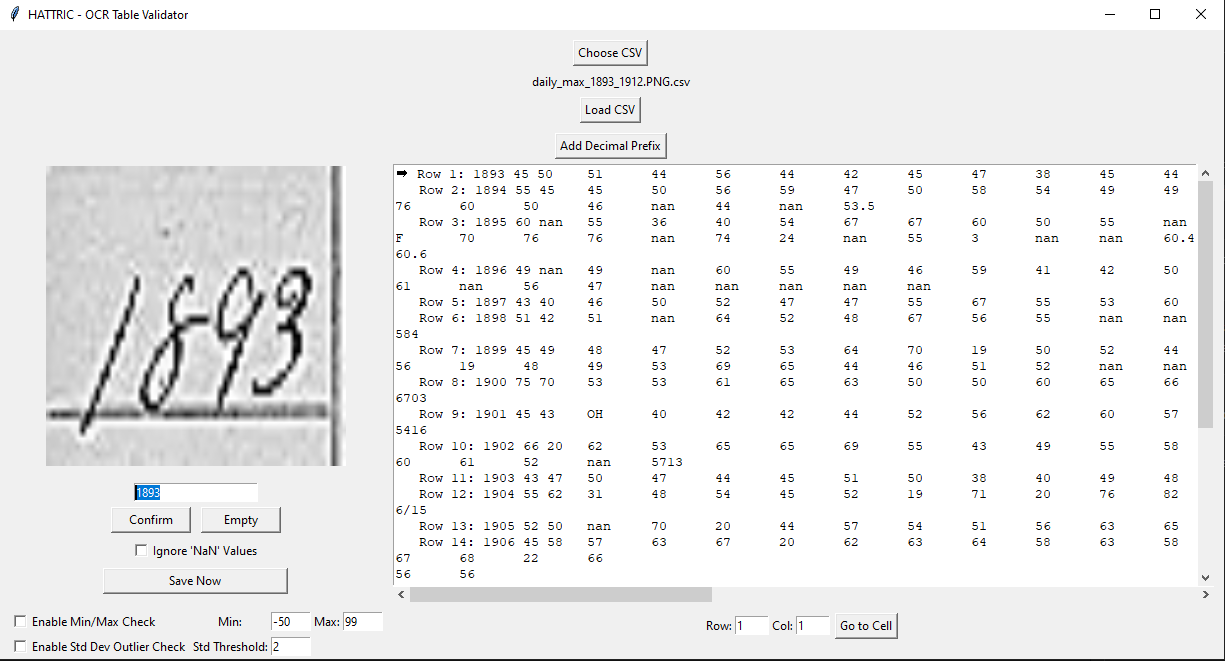 HATTRIC - OCR Table Validator
Choose CSV
daily_max_1893_1912.PNG.csv
Load CSV
Add Decimal Prefix
1893
1893
Confirm Empty
Ignore 'NaN' Values
Save Now
Enable Min/Max Check Min: -50 Max: 99
Enable Std Dev Outlier Check Std Threshold: 2
Row 1: 1893 45 50 51 44 56 44 42 45 47 38 45 44
Row 2: 1894 55 45 45 50 56 59 47 50 58 54 49 49
76 60 50 46 nan 44 nan 53.5
Row 3: 1895 60 nan 55 36 40 54 67 67 60 50 55 nan
F 70 76 76 nan 74 24 nan 55 3 nan nan 60.4
60.6
Row 4: 1896 49 nan 49 nan 60 55 49 46 59 41 42 50
61 nan 56 47 nan nan nan nan nan
Row 5: 1897 43 40 46 50 52 47 47 55 67 55 53 60
Row 6: 1898 51 42 51 nan 64 52 48 67 56 55 nan nan
584
Row 7: 1899 45 49 48 47 52 53 64 70 19 50 52 44
56 19 48 49 53 69 65 44 46 51 52 nan nan
Row 8: 1900 75 70 53 53 61 65 63 50 50 60 65 66
6703
Row 9: 1901 45 43 OH 40 42 42 44 52 56 62 60 57
5416
Row 10: 1902 66 20 62 53 65 65 69 55 43 49 55 58
60 61 52 nan 5713
Row 11: 1903 43 47 50 47 44 45 51 50 38 40 49 48
Row 12: 1904 55 62 31 48 54 45 52 19 71 20 76 82
6/15
Row 13: 1905 52 50 nan 70 20 44 57 54 51 56 63 65
Row 14: 1906 45 58 57 63 67 20 62 63 64 58 63 58
67 68 22 66
56 56
Row: 1 Col: 1 Go to Cell